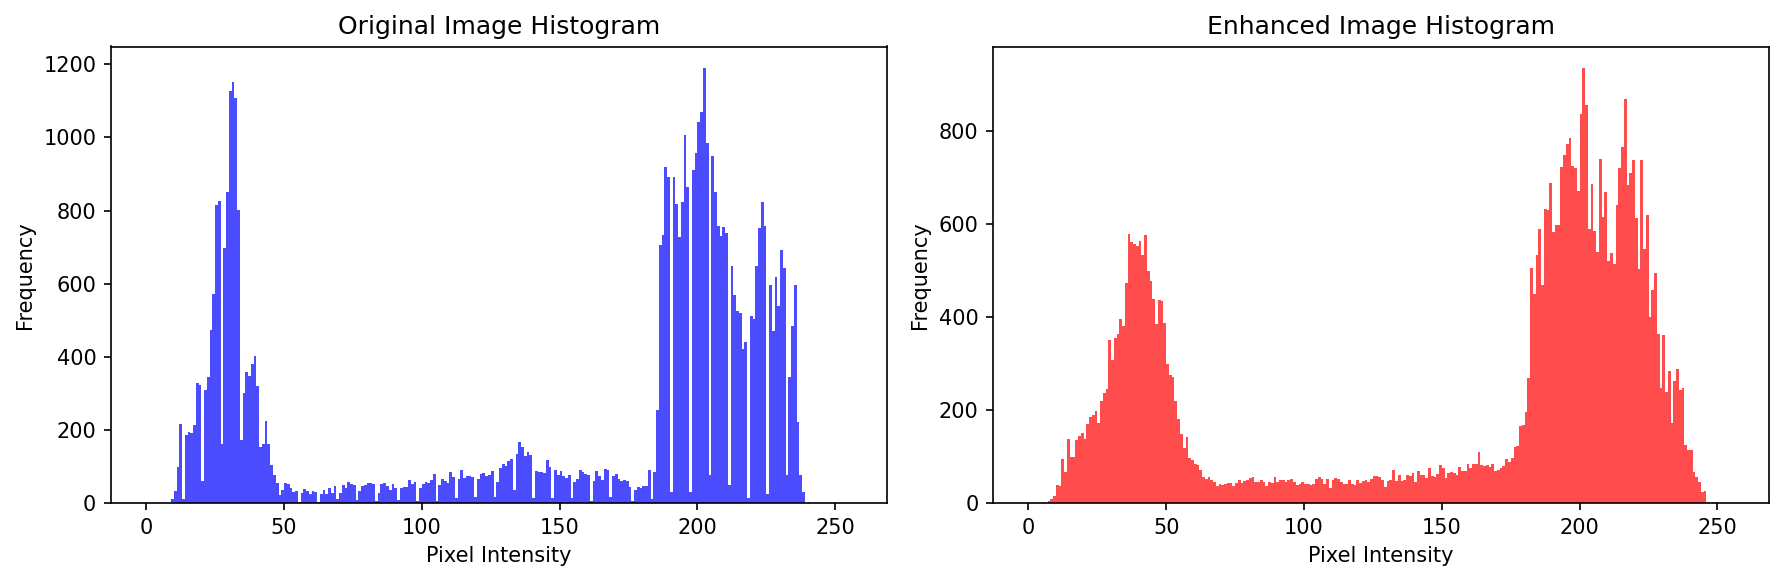 Original Image Histogram
Frequency
1200
1000
800
600
400
200
0
0 50 100 150 200 250
Pixel Intensity
Enhanced Image Histogram
Frequency
800
600
400
200
0
0 50 100 150 200 250
Pixel Intensity